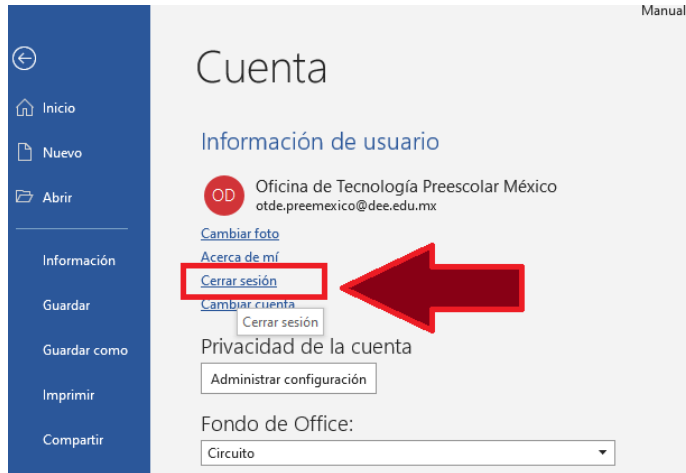 Manual
Cuenta
Inicio
Nuevo
Abrir
Información
Guardar
Guardar como
Imprimir
Compartir
Información de usuario
OD
Oficina de Tecnología Preescolar México
otde.preemexico@dee.edu.mx
Cambiar foto
Acerca de mí
Cerrar sesión
Cambiar cuenta
Cerrar sesión
Privacidad de la cuenta
Administrar configuración
Fondo de Office:
Circuito